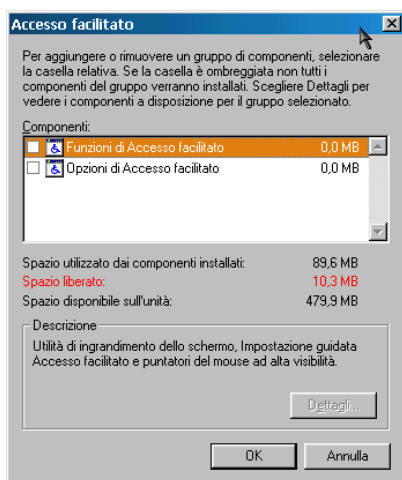 Accesso facilitato
Per aggiungere o rimuovere un gruppo di componenti, selezionare
la casella relativa. Se la casella è ombreggiata non tutti i
componenti del gruppo verranno installati. Scegliere Dettagli per
vedere i componenti a disposizione per il gruppo selezionato.
Componenti:
Funzioni di Accesso facilitato 0,0 MB
Opzioni di Accesso facilitato 0,0 MB
Spazio utilizzato dai componenti installati: 89,6 MB
Spazio liberato: 10,3 MB
Spazio disponibile sull'unità: 479,9 MB
Descrizione
Utilità di ingrandimento dello schermo, Impostazione guidata
Accesso facilitato e puntatori del mouse ad alta visibilità.
Dettagli...
OK Annulla